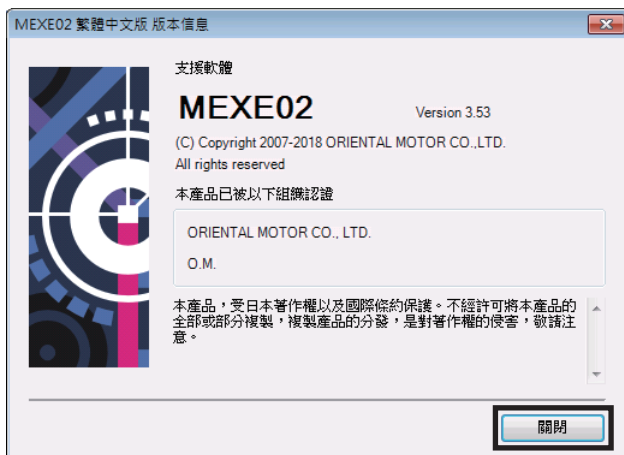 MEXE02 繁體中文版 版本信息
支援軟體
MEXE02 Version 3.53
(C) Copyright 2007-2018 ORIENTAL MOTOR CO.,LTD.
All rights reserved
本產品已被以下組織認證
ORIENTAL MOTOR CO., LTD.
O.M.
本產品，受日本著作權以及國際條約保護。不經許可將本產品的
全部或部分複製，複製產品的分發，是對著作權的侵害，敬請注
意。
關閉